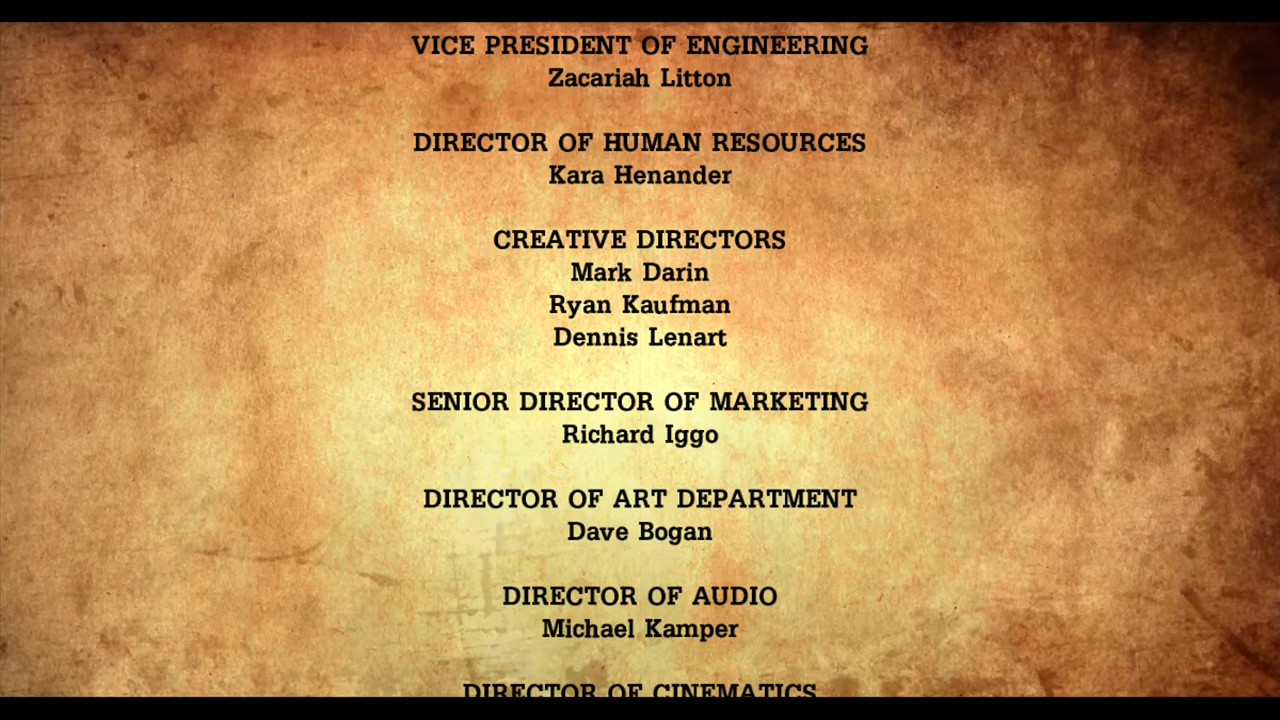 VICE PRESIDENT OF ENGINEERING
Zacariah Litton
DIRECTOR OF HUMAN RESOURCES
Kara Henander
CREATIVE DIRECTORS
Mark Darin
Ryan Kaufman
Dennis Lenart
SENIOR DIRECTOR OF MARKETING
Richard Iggo
DIRECTOR OF ART DEPARTMENT
Dave Bogan
DIRECTOR OF AUDIO
Michael Kamper
DIRECTOR OF CINEMATICS